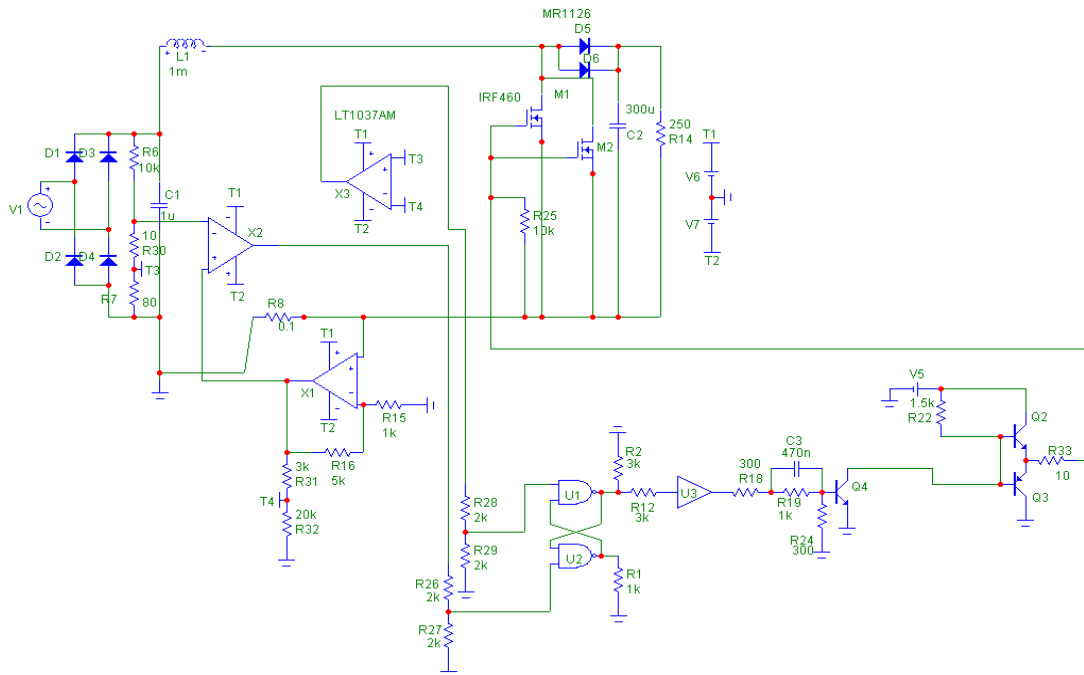 MR1126
D5
D6
L1
1m
IRF460
M1
M2
300u
C2
250
R14
T1
V6
V7
T2
LT1037AM
T1
T3
X3
T4
T2
D1
D3
R6
10k
C1
1u
V1
T1
X2
10
R30
T3
D2
D4
R7
80
T2
R25
10k
R8
0.1
T1
X1
T2
R15
1k
R16
5k
3k
R31
T4
20k
R32
V5
1.5k
R22
Q2
R33
10
Q3
R2
3k
C3
470n
300
R18
Q4
R28
2k
U1
R12
3k
U3
R19
1k
R24
300
R29
2k
U2
R26
2k
R1
1k
R27
2k